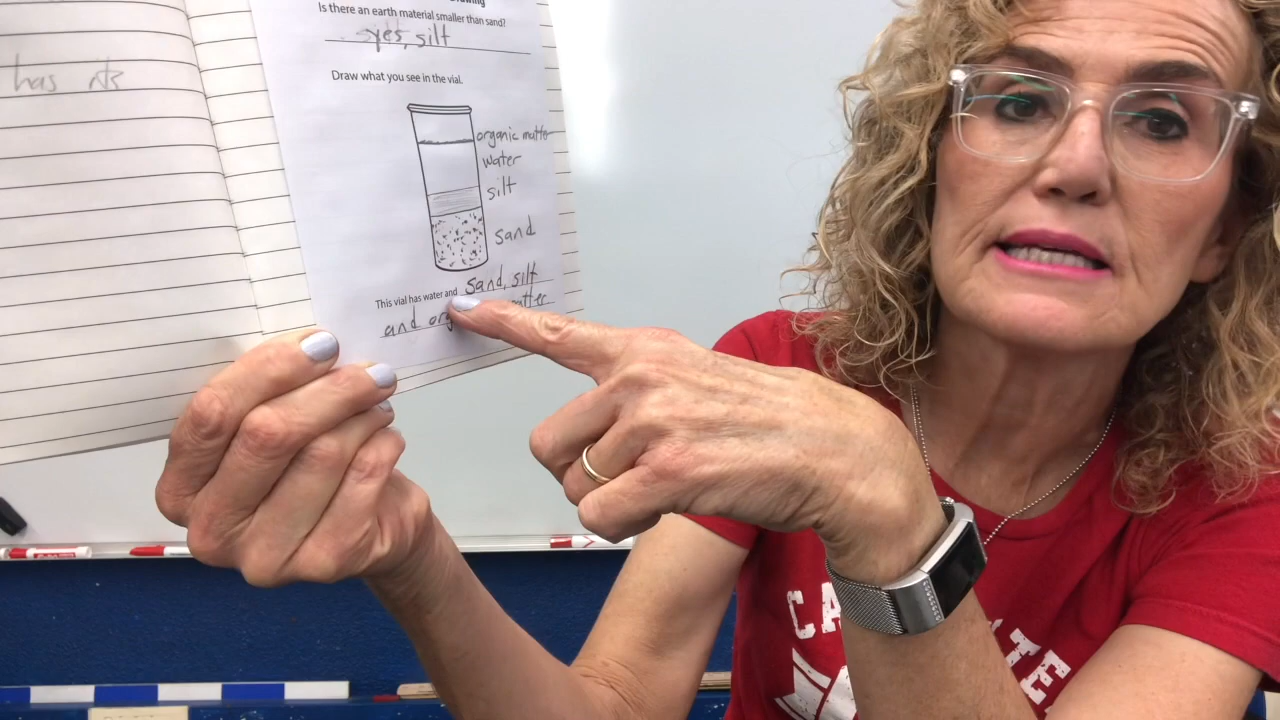 Is there an earth material smaller than sand?
yes, silt
Draw what you see in the vial.
organic matter
water
silt
sand
This vial has water and sand, silt
and
has